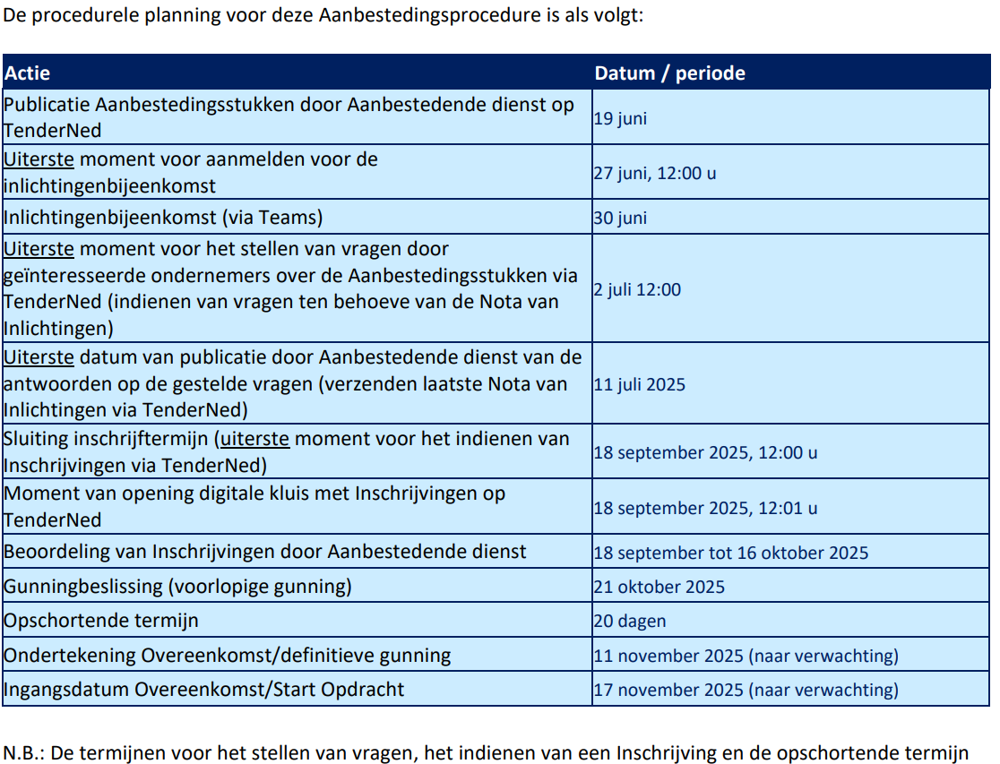 De procedurele planning voor deze Aanbestedingsprocedure is als volgt:
Actie Datum / periode
Publicatie Aanbestedingsstukken door Aanbestedende dienst op
TenderNed
19 juni
Uiterste moment voor aanmelden voor de
inlichtingenbijeenkomst
27 juni, 12:00 u
Inlichtingenbijeenkomst (via Teams)
30 juni
Uiterste moment voor het stellen van vragen door
geïnteresseerde ondernemers over de Aanbestedingsstukken via
TenderNed (indienen van vragen ten behoeve van de Nota van
Inlichtingen)
2 juli 12:00
Uiterste datum van publicatie door Aanbestedende dienst van de
antwoorden op de gestelde vragen (verzenden laatste Nota van
Inlichtingen via TenderNed)
11 juli 2025
Sluiting inschrijftermijn (uiterste moment voor het indienen van
Inschrijvingen via TenderNed)
18 september 2025, 12:00 u
Moment van opening digitale kluis met Inschrijvingen op
TenderNed
18 september 2025, 12:01 u
Beoordeling van Inschrijvingen door Aanbestedende dienst
18 september tot 16 oktober 2025
Gunningbeslissing (voorlopige gunning)
21 oktober 2025
Opschortende termijn
20 dagen
Ondertekening Overeenkomst/definitieve gunning
11 november 2025 (naar verwachting)
Ingangsdatum Overeenkomst/Start Opdracht
17 november 2025 (naar verwachting)
N.B.: De termijnen voor het stellen van vragen, het indienen van een Inschrijving en de opschortende termijn